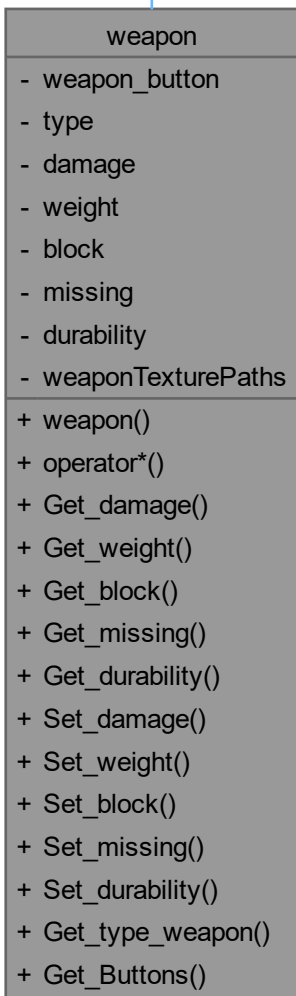 weapon
- weapon_button
- type
- damage
- weight
- block
- missing
- durability
- weaponTexturePaths
+ weapon()
+ operator*()
+ Get_damage()
+ Get_weight()
+ Get_block()
+ Get_missing()
+ Get_durability()
+ Set_damage()
+ Set_weight()
+ Set_block()
+ Set_missing()
+ Set_durability()
+ Get_type_weapon()
+ Get_Buttons()